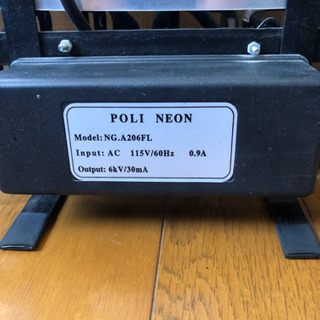 POLI NEON
Model: NG.A206FL
Input: AC 115V/60Hz 0.9A
Output: 6kV/30mA